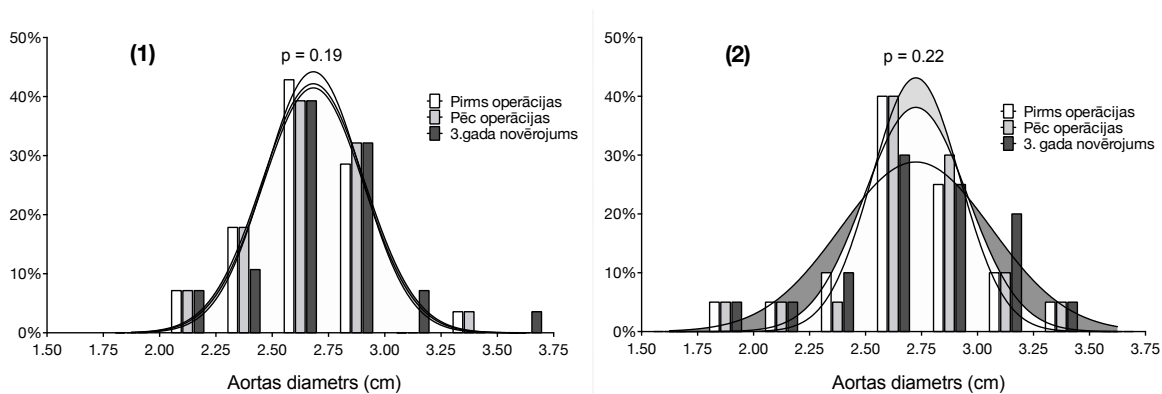 (1)
p = 0.19
50%
40%
30%
20%
10%
0%
Pirms operācijas
Pēc operācijas
3.gada novērojums
1.50 1.75 2.00 2.25 2.50 2.75 3.00 3.25 3.50 3.75
Aortas diametrs (cm)
(2)
p = 0.22
50%
40%
30%
20%
10%
0%
Pirms operācijas
Pēc operācijas
3. gada novērojums
1.50 1.75 2.00 2.25 2.50 2.75 3.00 3.25 3.50 3.75
Aortas diametrs (cm)